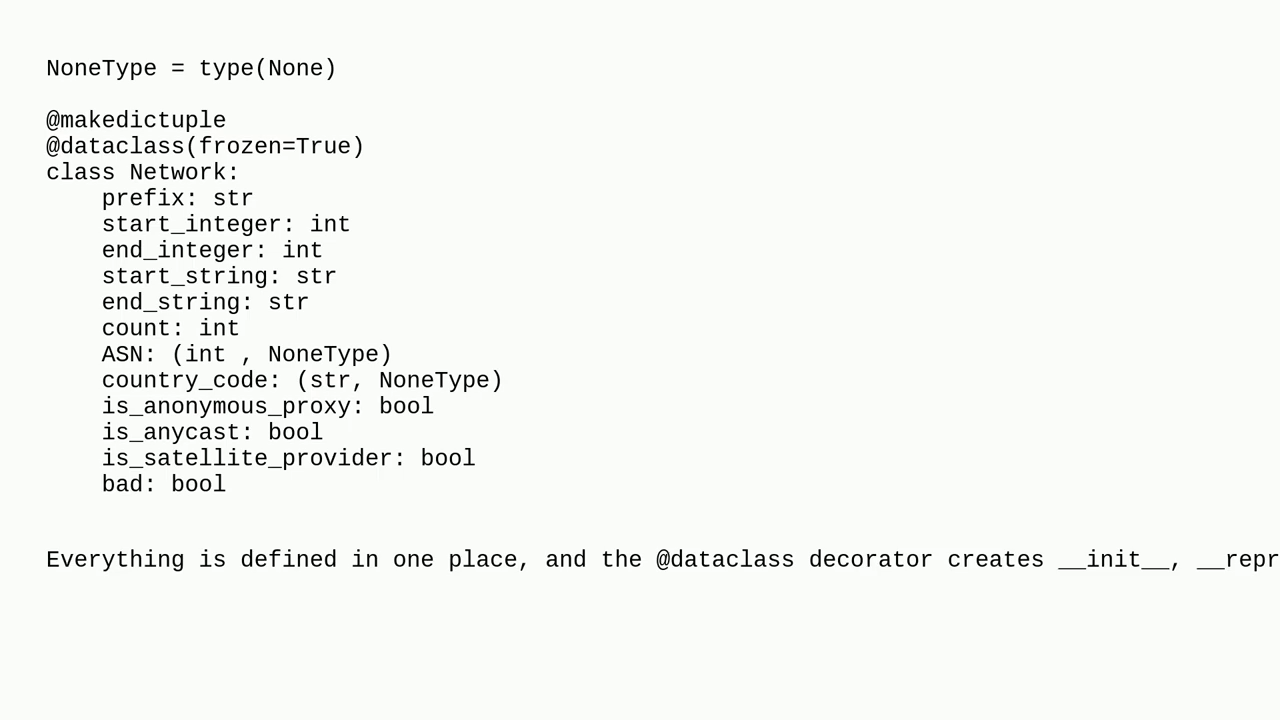 NoneType = type(None)
@makedictuple
@dataclass(frozen=True)
class Network:
    prefix: str
    start_integer: int
    end_integer: int
    start_string: str
    end_string: str
    count: int
    ASN: (int , NoneType)
    country_code: (str, NoneType)
    is_anonymous_proxy: bool
    is_anycast: bool
    is_satellite_provider: bool
    bad: bool
Everything is defined in one place, and the @dataclass decorator creates __init__, __repr